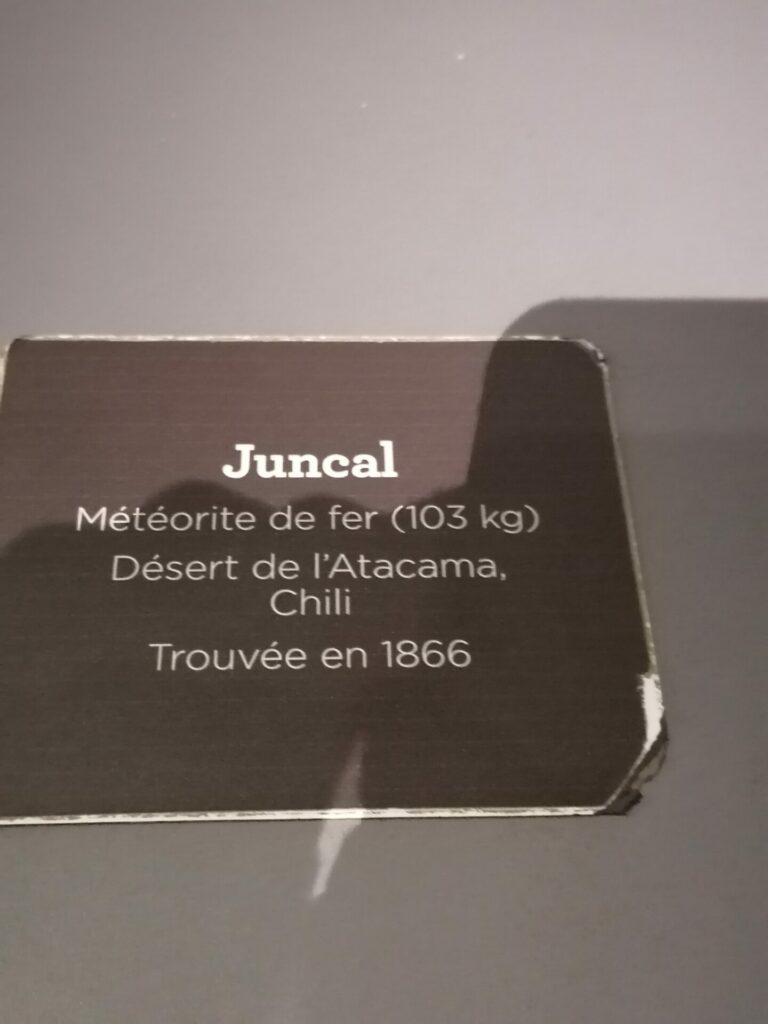 Juncal
Météorite de fer (103 kg)
Désert de l'Atacama,
Chili
Trouvée en 1866